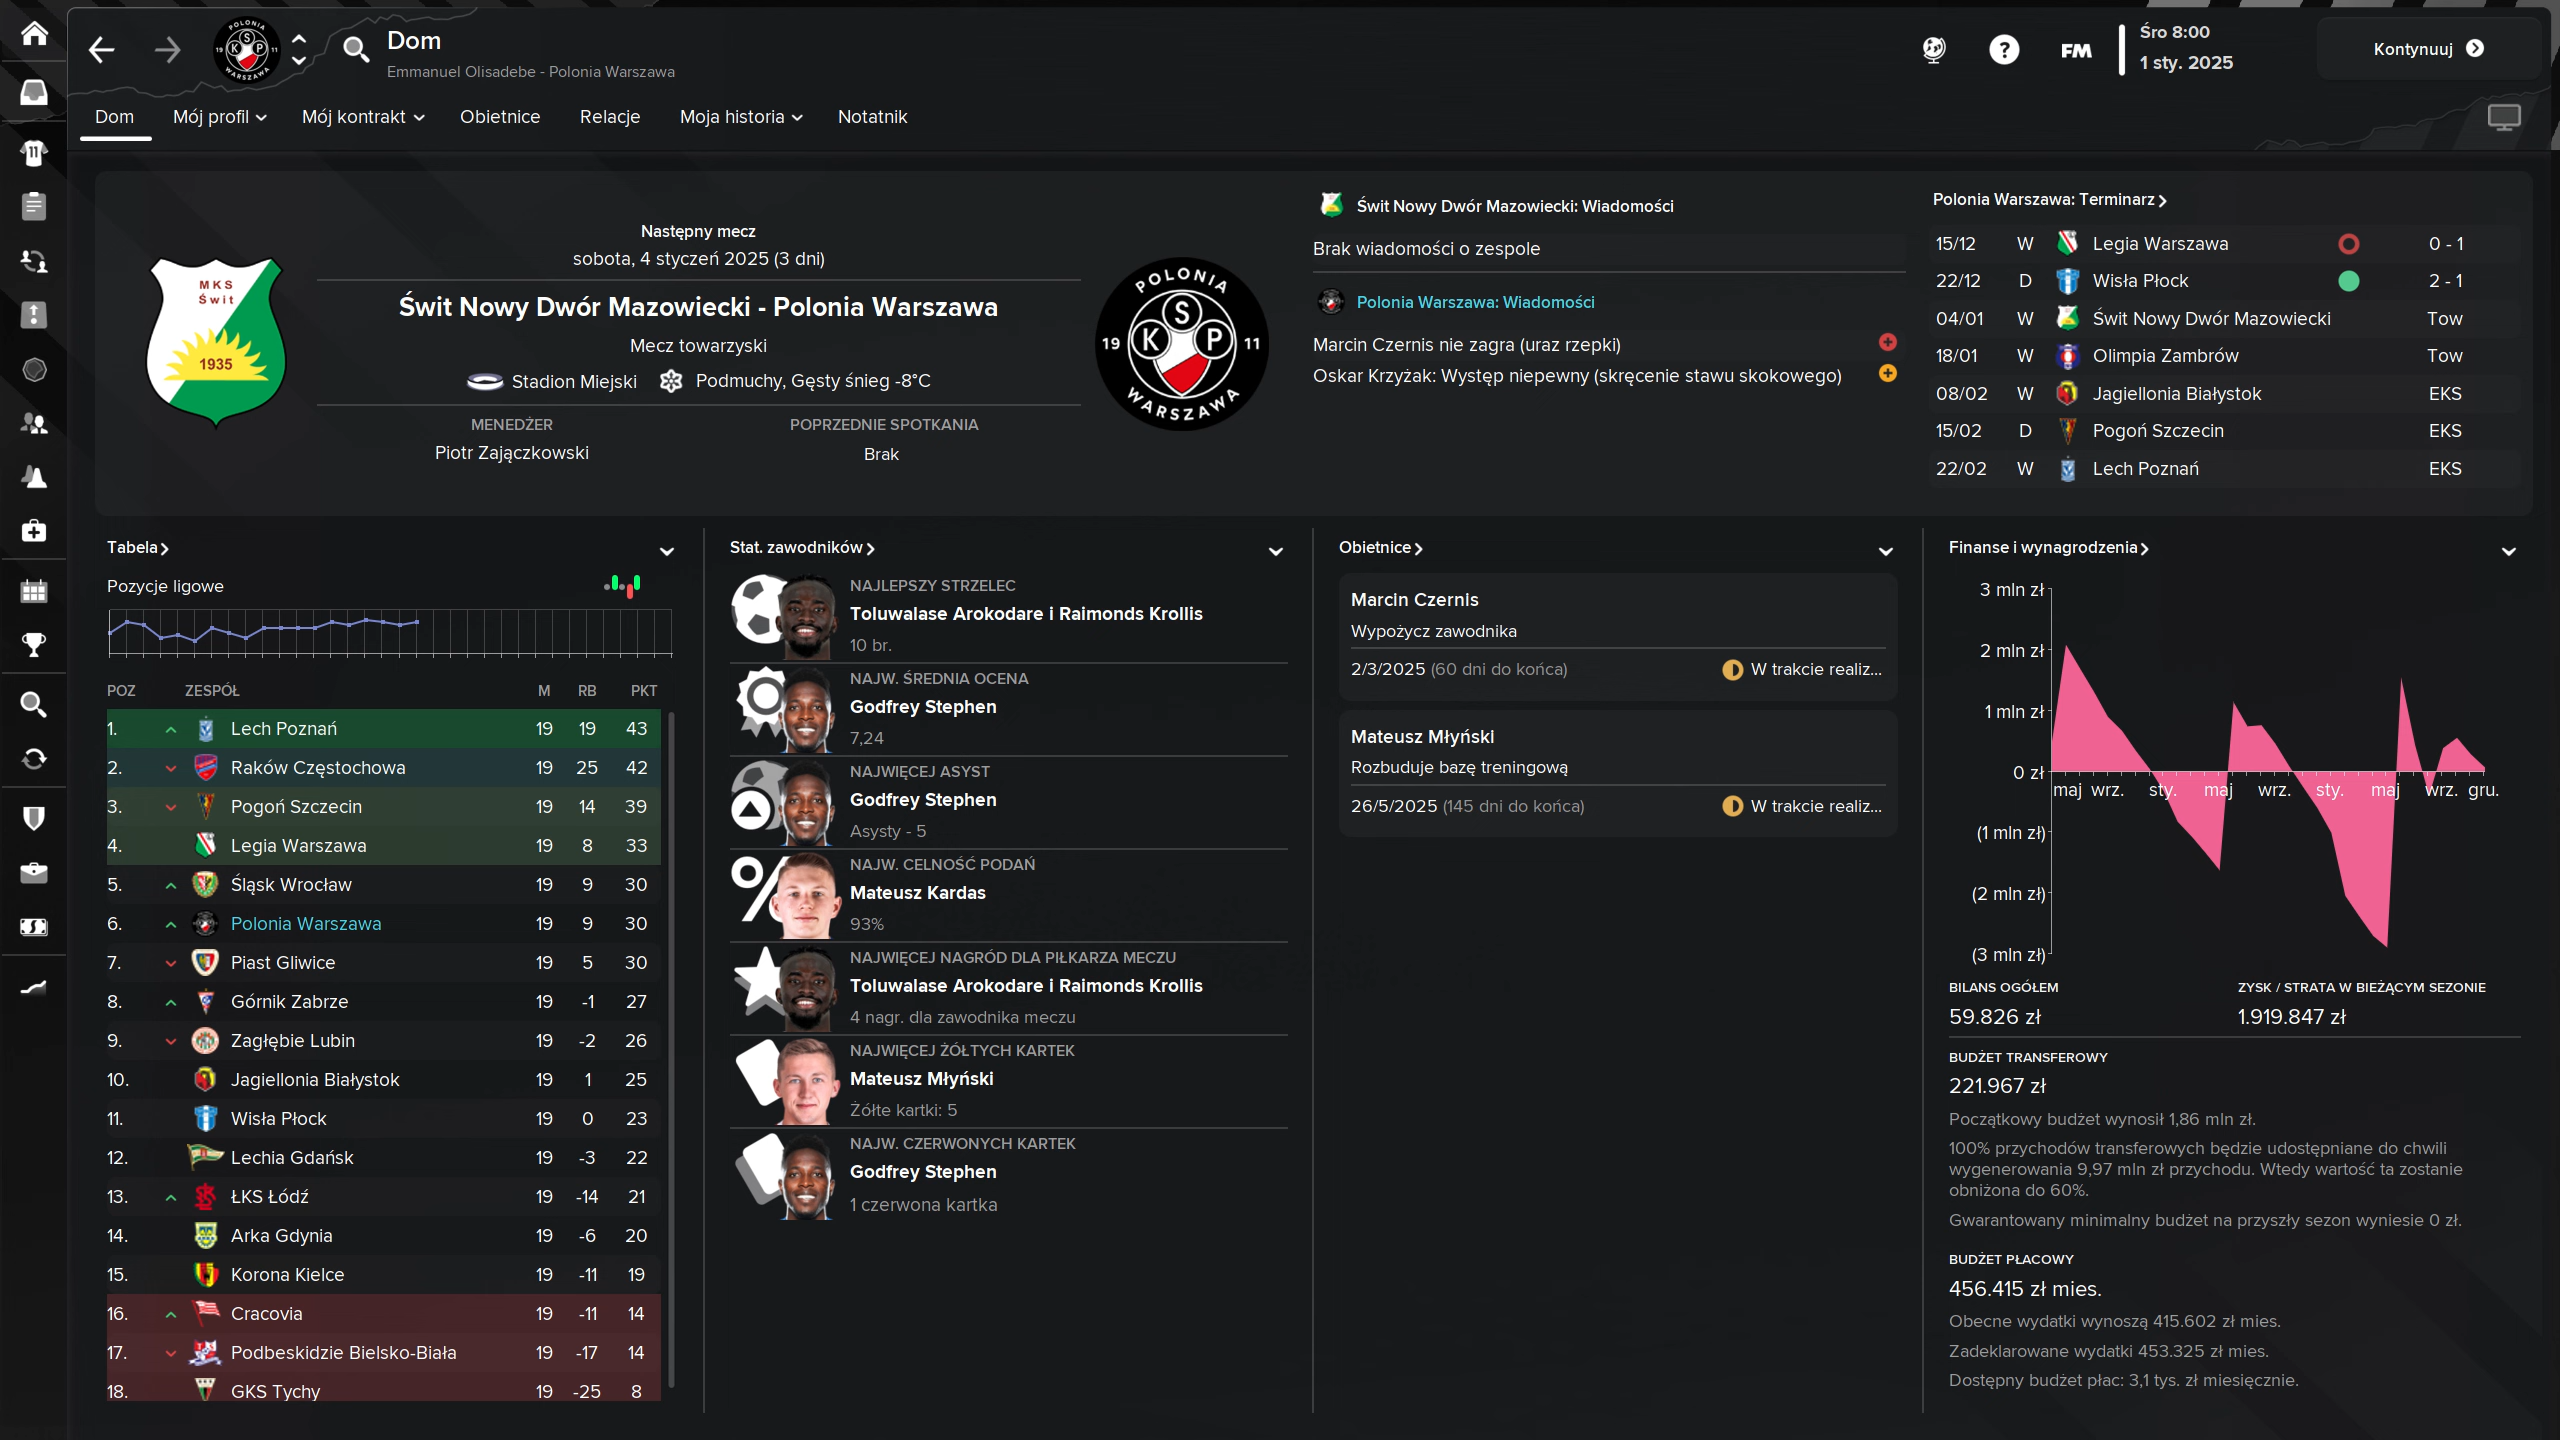 Dom
Emmanuel Olisadebe - Polonia Warszawa
FM
Śro 8:00
1 sty. 2025
Kontynuuj
Dom
Mój profil
Mój kontrakt
Obietnice
Relacje
Moja historia
Notatnik
MKS
Świt
1935
Następny mecz
sobota, 4 styczeń 2025 (3 dni)
Świt Nowy Dwór Mazowiecki - Polonia Warszawa
Mecz towarzyski
Stadion Miejski
Podmuchy, Gęsty śnieg -8°C
MENEDŻER
Piotr Zajączkowski
POPRZEDNIE SPOTKANIA
Brak
POLONIA
19 K S P 11
WARSZAWA
Świt Nowy Dwór Mazowiecki: Wiadomości
Brak wiadomości o zespole
Polonia Warszawa: Wiadomości
Marcin Czernis nie zagra (uraz rzepki)
Oskar Krzyżak: Występ niepewny (skręcenie stawu skokowego)
Polonia Warszawa: Terminarz
15/12 W Legia Warszawa 0 - 1
22/12 D Wisła Płock 2 - 1
04/01 W Świt Nowy Dwór Mazowiecki Tow
18/01 W Olimpia Zambrów Tow
08/02 W Jagiellonia Białystok EKS
15/02 D Pogoń Szczecin EKS
22/02 W Lech Poznań EKS
Tabela
Pozycje ligowe
POZ ZESPÓŁ M RB PKT
1. Lech Poznań 19 19 43
2. Raków Częstochowa 19 25 42
3. Pogoń Szczecin 19 14 39
4. Legia Warszawa 19 8 33
5. Śląsk Wrocław 19 9 30
6. Polonia Warszawa 19 9 30
7. Piast Gliwice 19 5 30
8. Górnik Zabrze 19 -1 27
9. Zagłębie Lubin 19 -2 26
10. Jagiellonia Białystok 19 1 25
11. Wisła Płock 19 0 23
12. Lechia Gdańsk 19 -3 22
13. ŁKS Łódź 19 -14 21
14. Arka Gdynia 19 -6 20
15. Korona Kielce 19 -11 19
16. Cracovia 19 -11 14
17. Podbeskidzie Bielsko-Biała 19 -17 14
18. GKS Tychy 19 -25 8
Stat. zawodników
NAJLEPSZY STRZELEC
Toluwalase Arokodare i Raimonds Krollis
10 br.
NAJW. ŚREDNIA OCENA
Godfrey Stephen
7,24
NAJWIĘCEJ ASYST
Godfrey Stephen
Asysty - 5
NAJW. CELNOŚĆ PODAŃ
Mateusz Kardas
93%
NAJWIĘCEJ NAGRÓD DLA PIŁKARZA MECZU
Toluwalase Arokodare i Raimonds Krollis
4 nagr. dla zawodnika meczu
NAJWIĘCEJ ŻÓŁTYCH KARTEK
Mateusz Młyński
Żółte kartki: 5
NAJW. CZERWONYCH KARTEK
Godfrey Stephen
1 czerwona kartka
Obietnice
Marcin Czernis
Wypożycz zawodnika
2/3/2025 (60 dni do końca) W trakcie realiz...
Mateusz Młyński
Rozbuduje bazę treningową
26/5/2025 (145 dni do końca) W trakcie realiz...
Finanse i wynagrodzenia
3 mln zł
2 mln zł
1 mln zł
0 zł
maj wrz. sty. maj wrz. sty. maj wrz. gru.
(1 mln zł)
(2 mln zł)
(3 mln zł)
BILANS OGÓŁEM
59.826 zł
ZYSK / STRATA W BIEŻĄCYM SEZONIE
1.919.847 zł
BUDŻET TRANSFEROWY
221.967 zł
Początkowy budżet wynosił 1,86 mln zł.
100% przychodów transferowych będzie udostępniane do chwili
wygenerowania 9,97 mln zł przychodu. Wtedy wartość ta zostanie
obniżona do 60%.
Gwarantowany minimalny budżet na przyszły sezon wyniesie 0 zł.
BUDŻET PŁACOWY
456.415 zł mies.
Obecne wydatki wynoszą 415.602 zł mies.
Zadeklarowane wydatki 453.325 zł mies.
Dostępny budżet płac: 3,1 tys. zł miesięcznie.